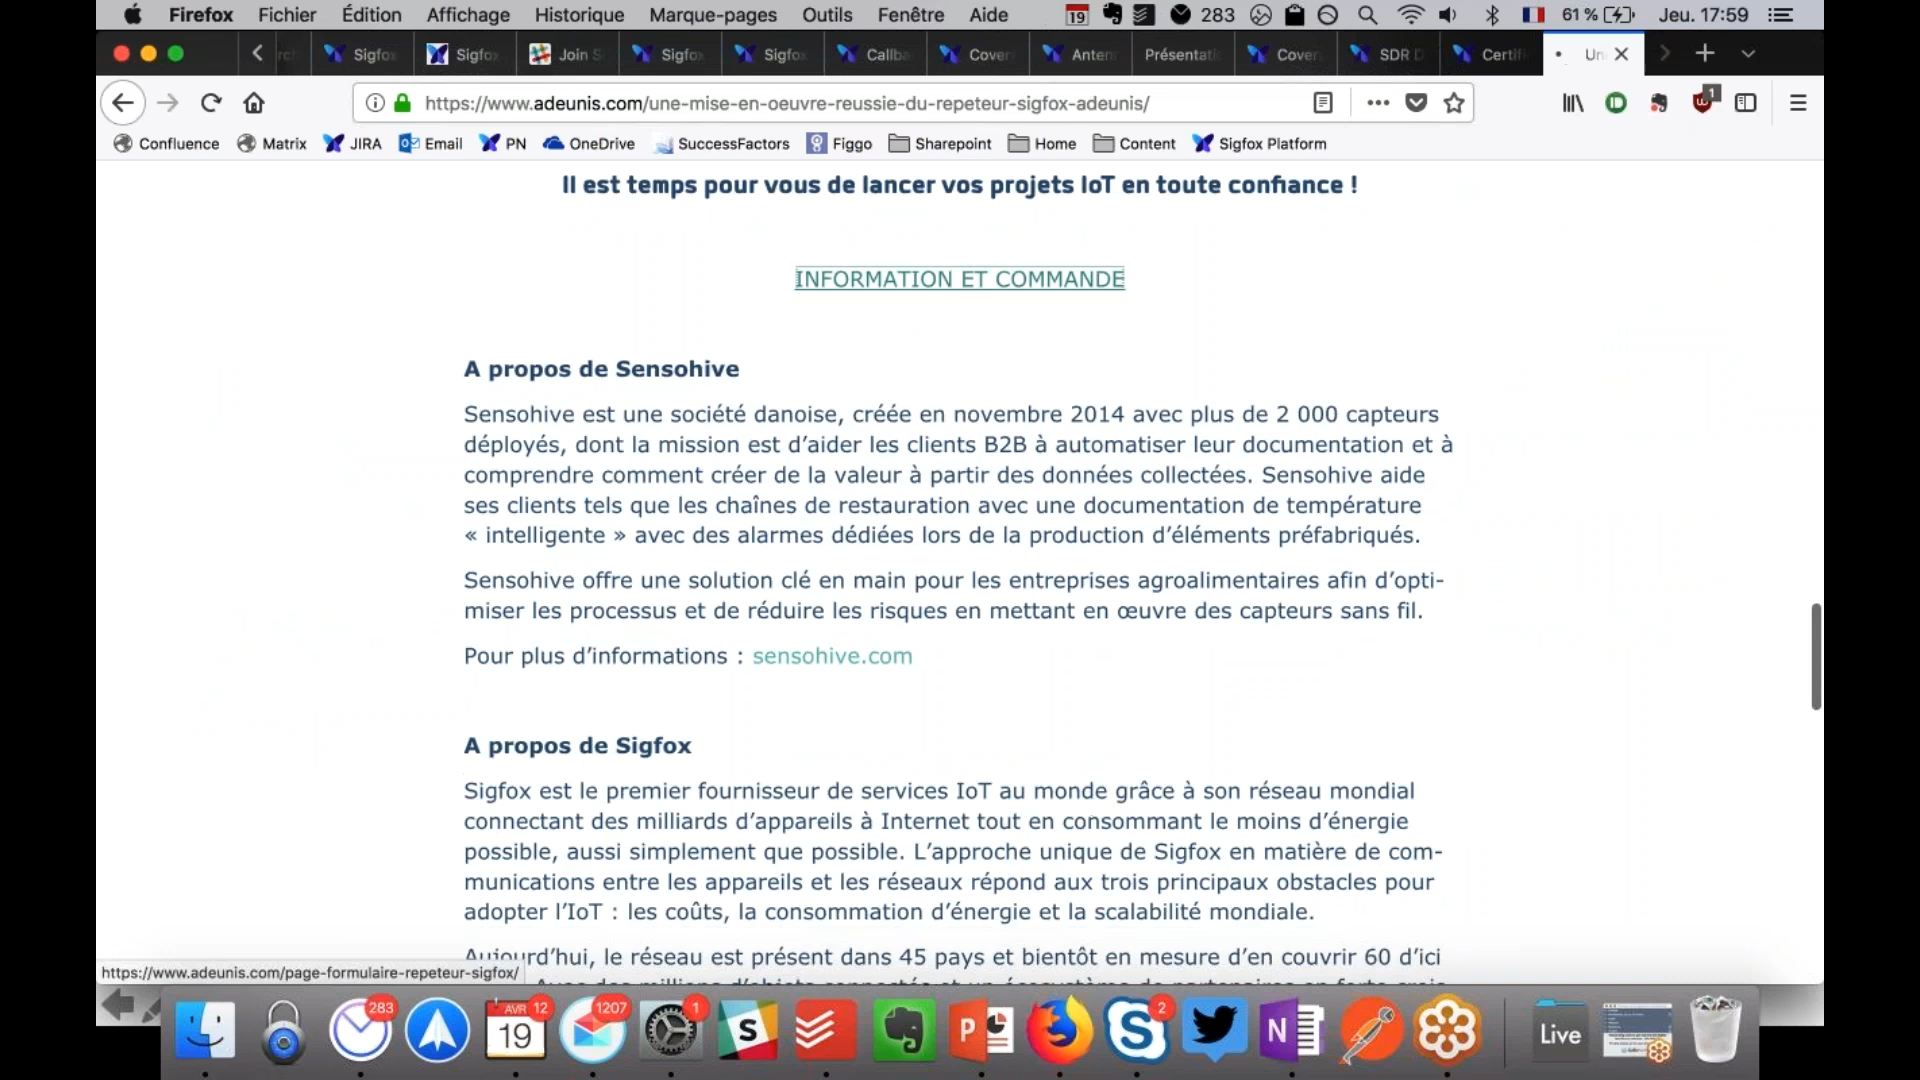 Firefox Fichier Édition Affichage Historique Marque-pages Outils Fenêtre Aide 19 283 61 % Jeu. 17:59
Sigfo Sigfo Join S Sigfo Sigfo Callba Cover Anten Présentati Cover SDR D Certifi Un
https://www.adeunis.com/une-mise-en-oeuvre-reussie-du-repeteur-sigfox-adeunis/ 1
Confluence Matrix JIRA Email PN OneDrive SuccessFactors Figgo Sharepoint Home Content Sigfox Platform
Il est temps pour vous de lancer vos projets IoT en toute confiance !
INFORMATION ET COMMANDE
A propos de Sensohive
Sensohive est une société danoise, créée en novembre 2014 avec plus de 2 000 capteurs
déployés, dont la mission est d’aider les clients B2B à automatiser leur documentation et à
comprendre comment créer de la valeur à partir des données collectées. Sensohive aide
ses clients tels que les chaînes de restauration avec une documentation de température
« intelligente » avec des alarmes dédiées lors de la production d’éléments préfabriqués.
Sensohive offre une solution clé en main pour les entreprises agroalimentaires afin d’opti-
miser les processus et de réduire les risques en mettant en œuvre des capteurs sans fil.
Pour plus d’informations : sensohive.com
A propos de Sigfox
Sigfox est le premier fournisseur de services IoT au monde grâce à son réseau mondial
connectant des milliards d’appareils à Internet tout en consommant le moins d’énergie
possible, aussi simplement que possible. L’approche unique de Sigfox en matière de com-
munications entre les appareils et les réseaux répond aux trois principaux obstacles pour
adopter l’IoT : les coûts, la consommation d’énergie et la scalabilité mondiale.
Aujourd’hui, le réseau est présent dans 45 pays et bientôt en mesure d’en couvrir 60 d’ici
https://www.adeunis.com/page-formulaire-repeteur-sigfox/
283 AVR 12 19 1207 1 S P 2 N Live